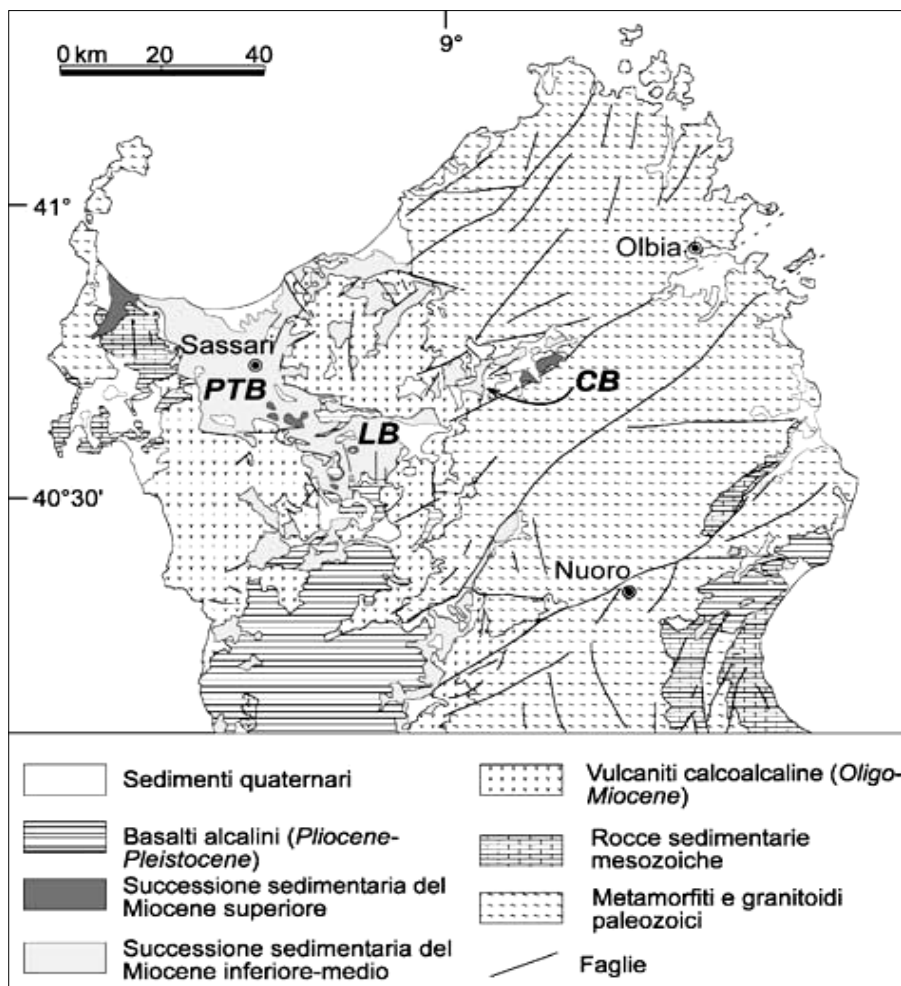 9°
0 km 20 40
41°
Olbia
Sassari
PTB
CB
LB
40°30'
Nuoro
Sedimenti quaternari
Basalti alcalini (Pliocene-
Pleistocene)
Successione sedimentaria del
Miocene superiore
Successione sedimentaria del
Miocene inferiore-medio
Vulcaniti calcoalcaline (Oligo-
Miocene)
Rocce sedimentarie
mesozoiche
Metamorfiti e granitoidi
paleozoici
Faglie